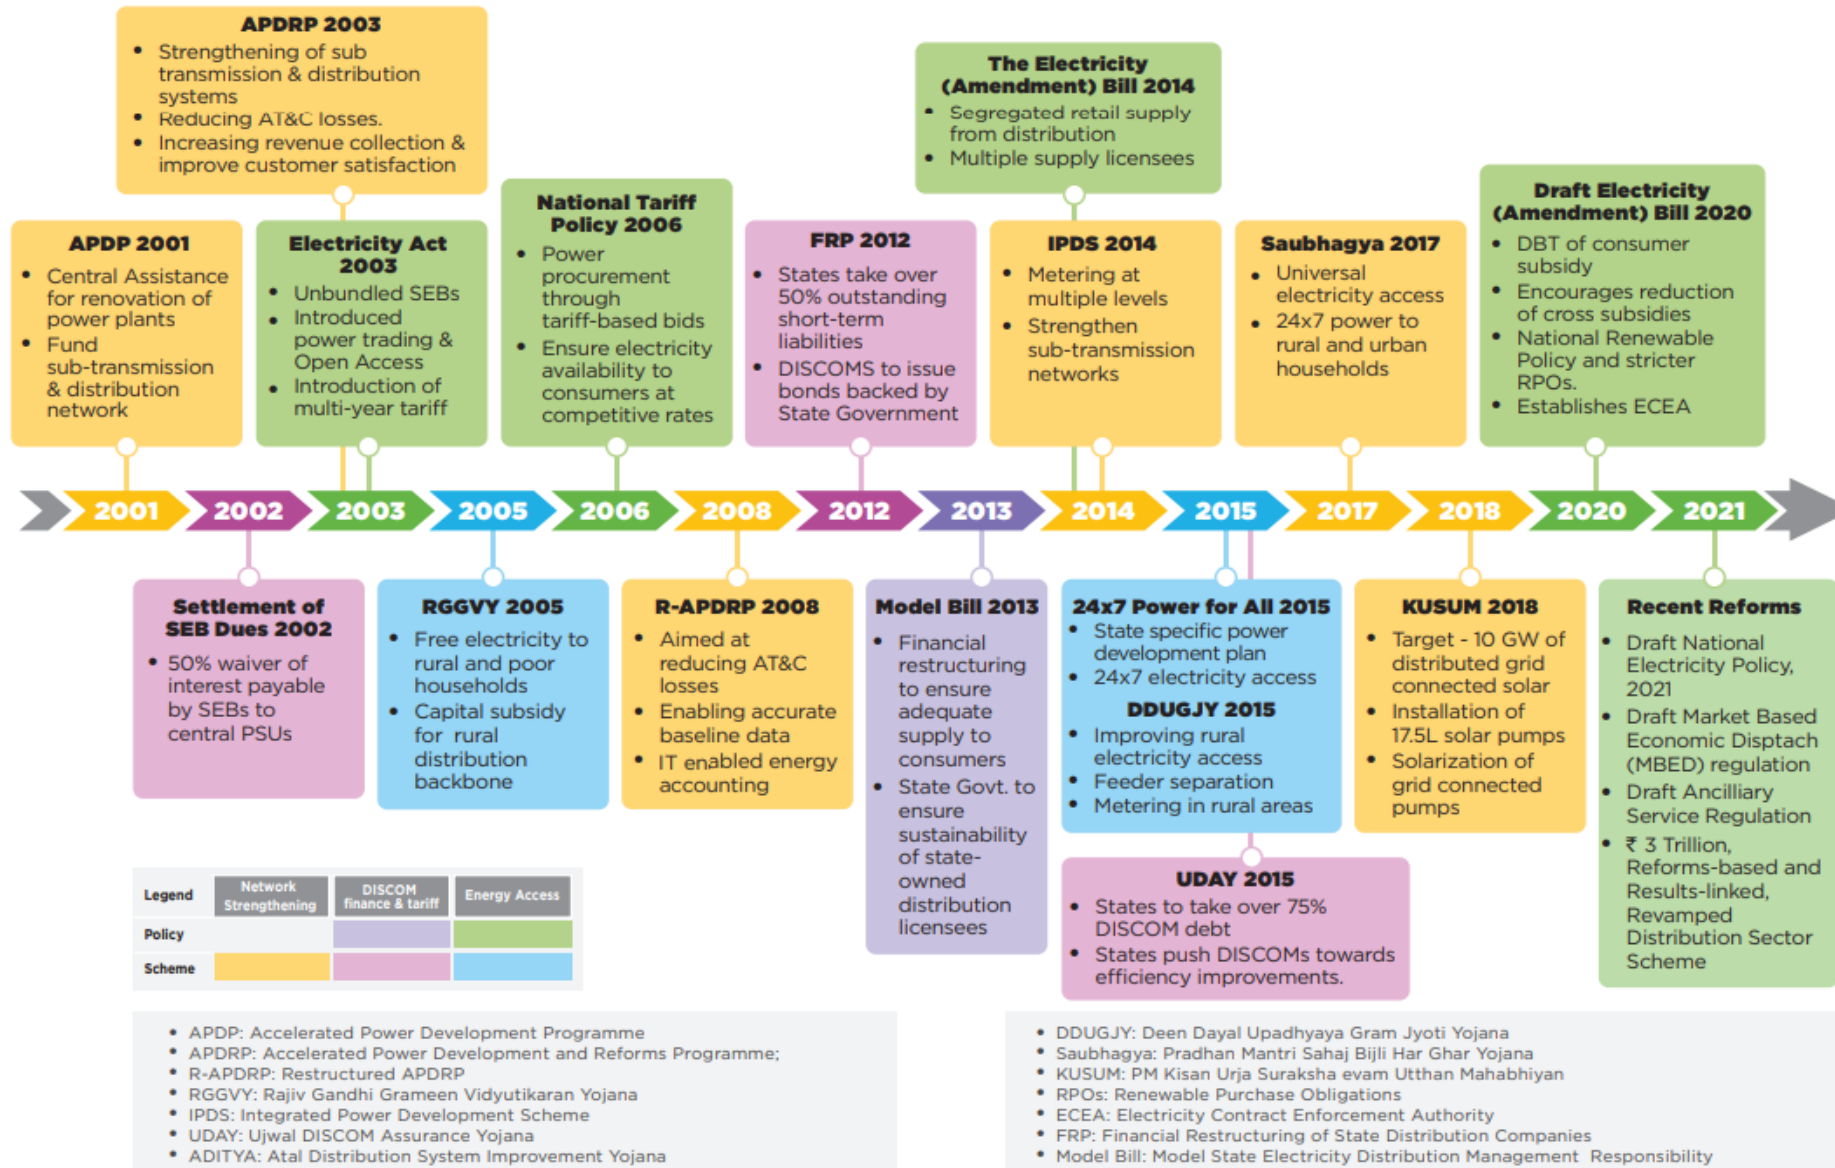 APDRP 2003
• Strengthening of sub
transmission & distribution
systems
• Reducing AT&C losses.
• Increasing revenue collection &
improve customer satisfaction
The Electricity
(Amendment) Bill 2014
• Segregated retail supply
from distribution
• Multiple supply licensees
APDP 2001
• Central Assistance
for renovation of
power plants
• Fund
sub-transmission
& distribution
network
Electricity Act
2003
• Unbundled SEBs
• Introduced
power trading &
Open Access
• Introduction of
multi-year tariff
National Tariff
Policy 2006
• Power
procurement
through
tariff-based bids
• Ensure electricity
availability to
consumers at
competitive rates
FRP 2012
• States take over
50% outstanding
short-term
liabilities
• DISCOMS to issue
bonds backed by
State Government
IPDS 2014
• Metering at
multiple levels
• Strengthen
sub-transmission
networks
Saubhagya 2017
• Universal
electricity access
• 24x7 power to
rural and urban
households
Draft Electricity
(Amendment) Bill 2020
• DBT of consumer
subsidy
• Encourages reduction
of cross subsidies
• National Renewable
Policy and stricter
RPOs.
• Establishes ECEA
2001 2002 2003 2005 2006 2008 2012 2013 2014 2015 2017 2018 2020 2021
Settlement of
SEB Dues 2002
• 50% waiver of
interest payable
by SEBs to
central PSUs
RGGVY 2005
• Free electricity to
rural and poor
households
• Capital subsidy
for rural
distribution
backbone
R-APDRP 2008
• Aimed at
reducing AT&C
losses
• Enabling accurate
baseline data
• IT enabled energy
accounting
Model Bill 2013
• Financial
restructuring
to ensure
adequate
supply to
consumers
• State Govt. to
ensure
sustainability
of state-
owned
distribution
licensees
24x7 Power for All 2015
• State specific power
development plan
• 24x7 electricity access
DDUGJY 2015
• Improving rural
electricity access
• Feeder separation
• Metering in rural areas
UDAY 2015
• States to take over 75%
DISCOM debt
• States push DISCOMs towards
efficiency improvements.
KUSUM 2018
• Target - 10 GW of
distributed grid
connected solar
• Installation of
17.5L solar pumps
• Solarization of
grid connected
pumps
Recent Reforms
• Draft National
Electricity Policy,
2021
• Draft Market Based
Economic Disptach
(MBED) regulation
• Draft Ancilliary
Service Regulation
• ₹ 3 Trillion,
Reforms-based and
Results-linked,
Revamped
Distribution Sector
Scheme
Legend
Network
Strengthening
DISCOM
finance & tariff
Energy Access
Policy
Scheme
• APDP: Accelerated Power Development Programme
• APDRP: Accelerated Power Development and Reforms Programme;
• R-APDRP: Restructured APDRP
• RGGVY: Rajiv Gandhi Grameen Vidyutikaran Yojana
• IPDS: Integrated Power Development Scheme
• UDAY: Ujwal DISCOM Assurance Yojana
• ADITYA: Atal Distribution System Improvement Yojana
• DDUGJY: Deen Dayal Upadhyaya Gram Jyoti Yojana
• Saubhagya: Pradhan Mantri Sahaj Bijli Har Ghar Yojana
• KUSUM: PM Kisan Urja Suraksha evam Utthan Mahabhiyan
• RPOs: Renewable Purchase Obligations
• ECEA: Electricity Contract Enforcement Authority
• FRP: Financial Restructuring of State Distribution Companies
• Model Bill: Model State Electricity Distribution Management Responsibility